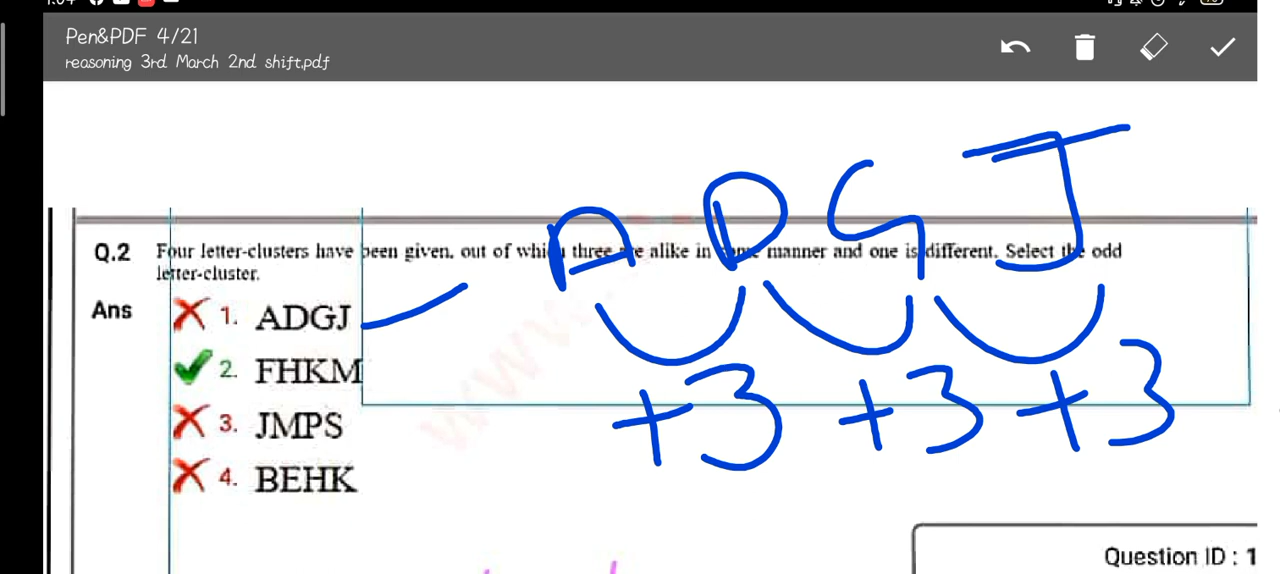 Pen&PDF 4/21
reasoning 3rd March 2nd shift.pdf
A D G J
Q.2 Four letter-clusters have been given, out of which three are alike in some manner and one is different. Select the odd
letter-cluster.
Ans 1. ADGJ
2. FHKM
3. JMPS
4. BEHK
+3 +3 +3
Question ID : 1